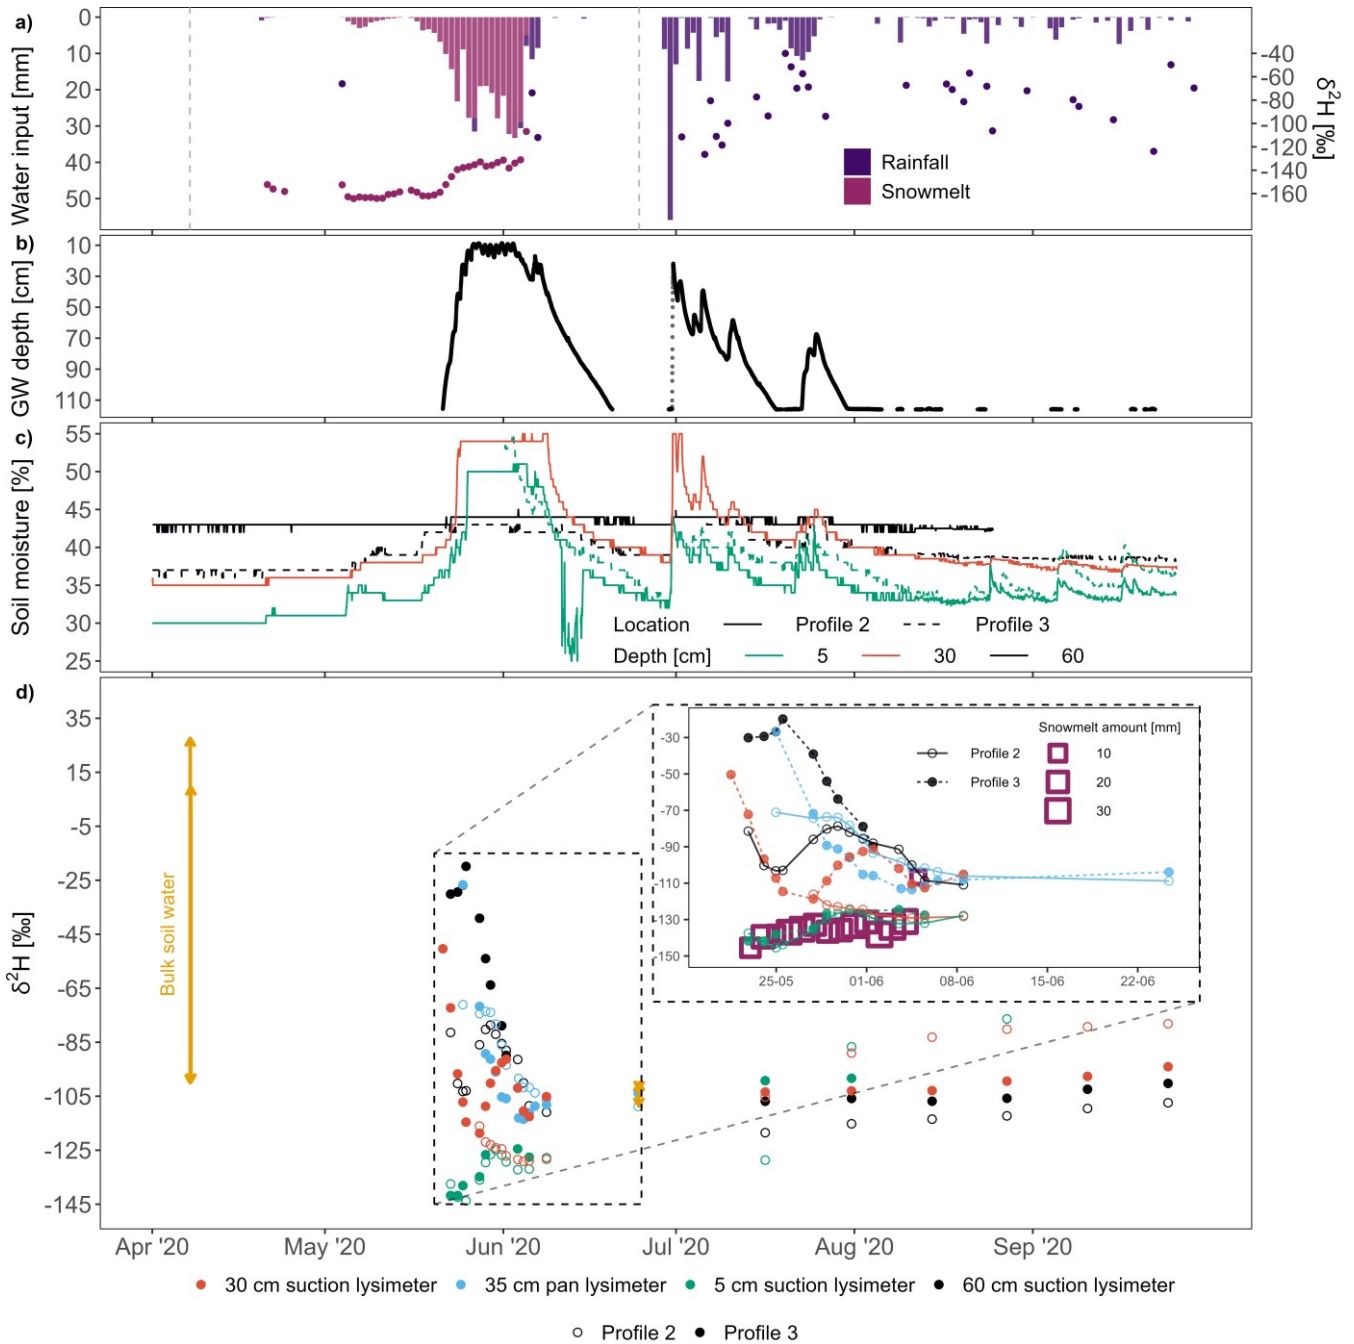 a)
Water input [mm]
0
10
20
30
40
50
δ²H [‰]
-40
-60
-80
-100
-120
-140
-160
Rainfall
Snowmelt
b)
GW depth [cm]
10
30
50
70
90
110
c)
Soil moisture [%]
55
50
45
40
35
30
25
Location Profile 2 Profile 3
Depth [cm] 5 30 60
d)
δ²H [‰]
35
15
-5
-25
-45
-65
-85
-105
-125
-145
Bulk soil water
Snowmelt amount [mm]
Profile 2 10
Profile 3 20
30
-30
-50
-70
-90
-110
-130
-150
25-05 01-06 08-06 15-06 22-06
Apr '20 May '20 Jun '20 Jul '20 Aug '20 Sep '20
30 cm suction lysimeter 35 cm pan lysimeter 5 cm suction lysimeter 60 cm suction lysimeter
Profile 2 Profile 3